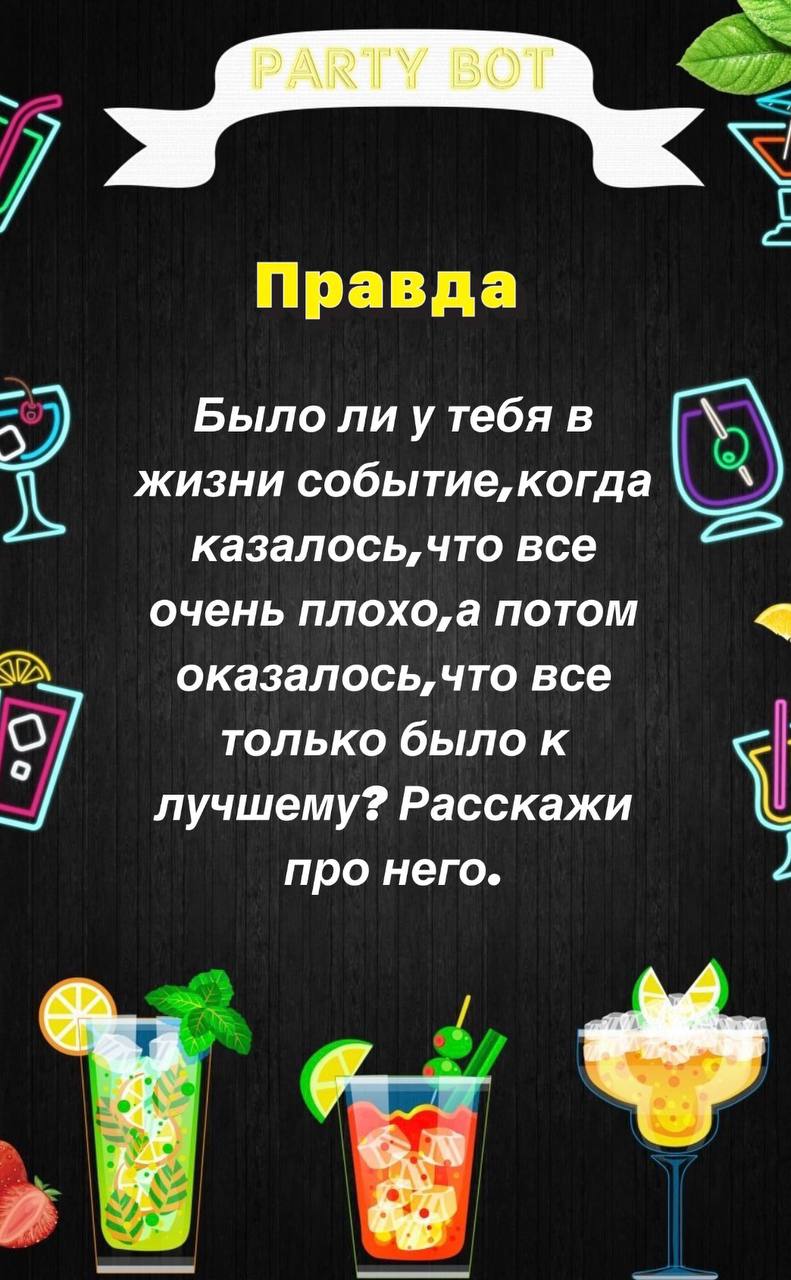 PARTY BOT
Правда
Было ли у тебя в
жизни событие,когда
казалось,что все
очень плохо,а потом
оказалось,что все
только было к
лучшему? Расскажи
про него.